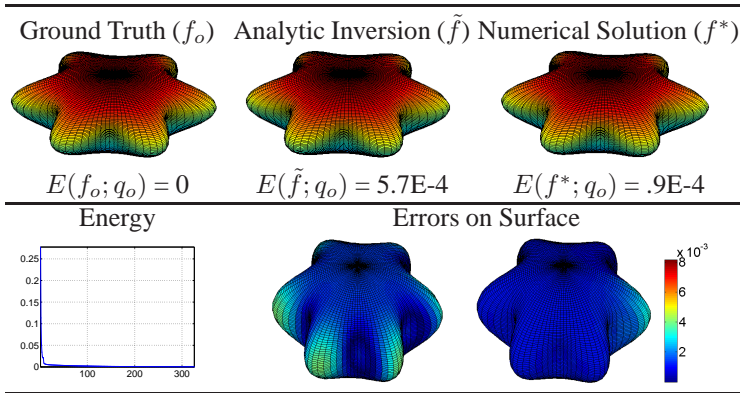 Ground Truth (f_o) Analytic Inversion (f̃) Numerical Solution (f*)
E(f_o; q_o) = 0 E(f̃; q_o) = 5.7E-4 E(f*; q_o) = .9E-4
Energy Errors on Surface
0.25
0.2
0.15
0.1
0.05
0
100 200 300
x 10⁻³
8
6
4
2